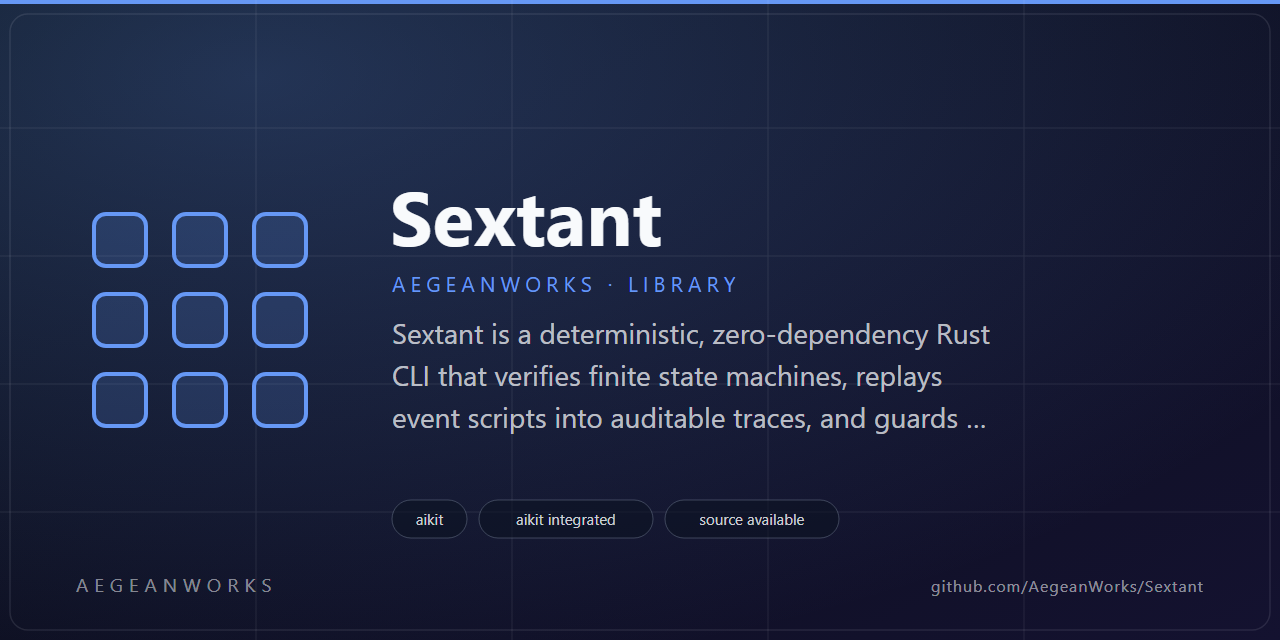 Sextant
AEGEANWORKS · LIBRARY
Sextant is a deterministic, zero-dependency Rust
CLI that verifies finite state machines, replays
event scripts into auditable traces, and guards ...
aikit
aikit integrated
source available
AEGEANWORKS
github.com/AegeanWorks/Sextant